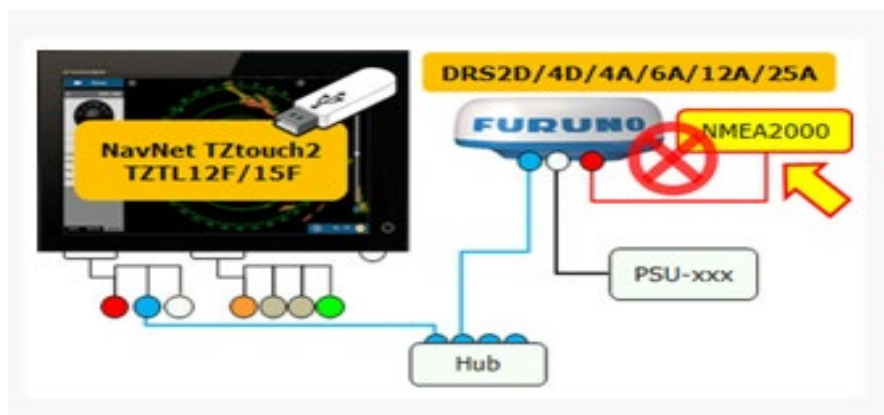 DRS2D/4D/4A/6A/12A/25A
NavNet TZtouch2
TZTL12F/15F
FURUNO
NMEA2000
PSU-xxx
Hub